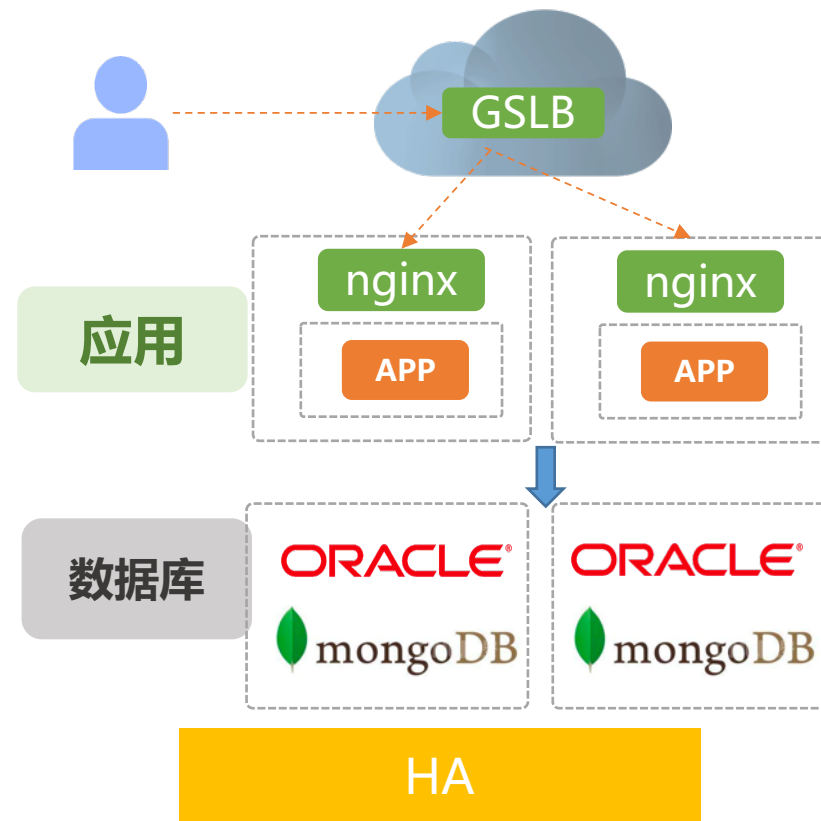 GSLB
nginx
nginx
应用
APP
APP
数据库
ORACLE®
ORACLE®
mongoDB
mongoDB
HA